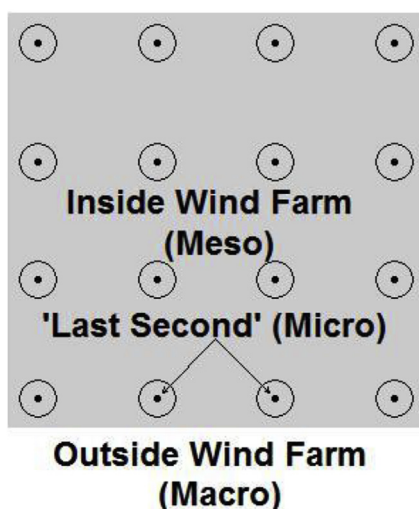 Inside Wind Farm
(Meso)
'Last Second' (Micro)
Outside Wind Farm
(Macro)